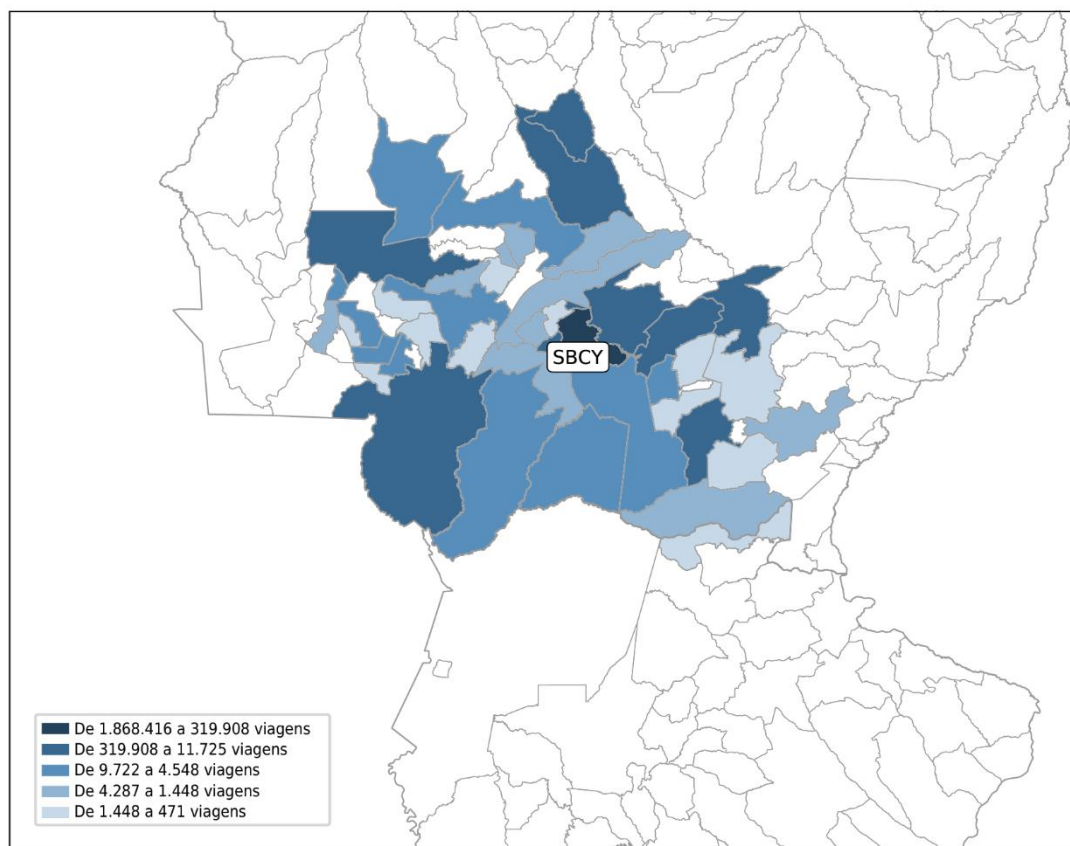 SBCY
De 1.868.416 a 319.908 viagens
De 319.908 a 11.725 viagens
De 9.722 a 4.548 viagens
De 4.287 a 1.448 viagens
De 1.448 a 471 viagens